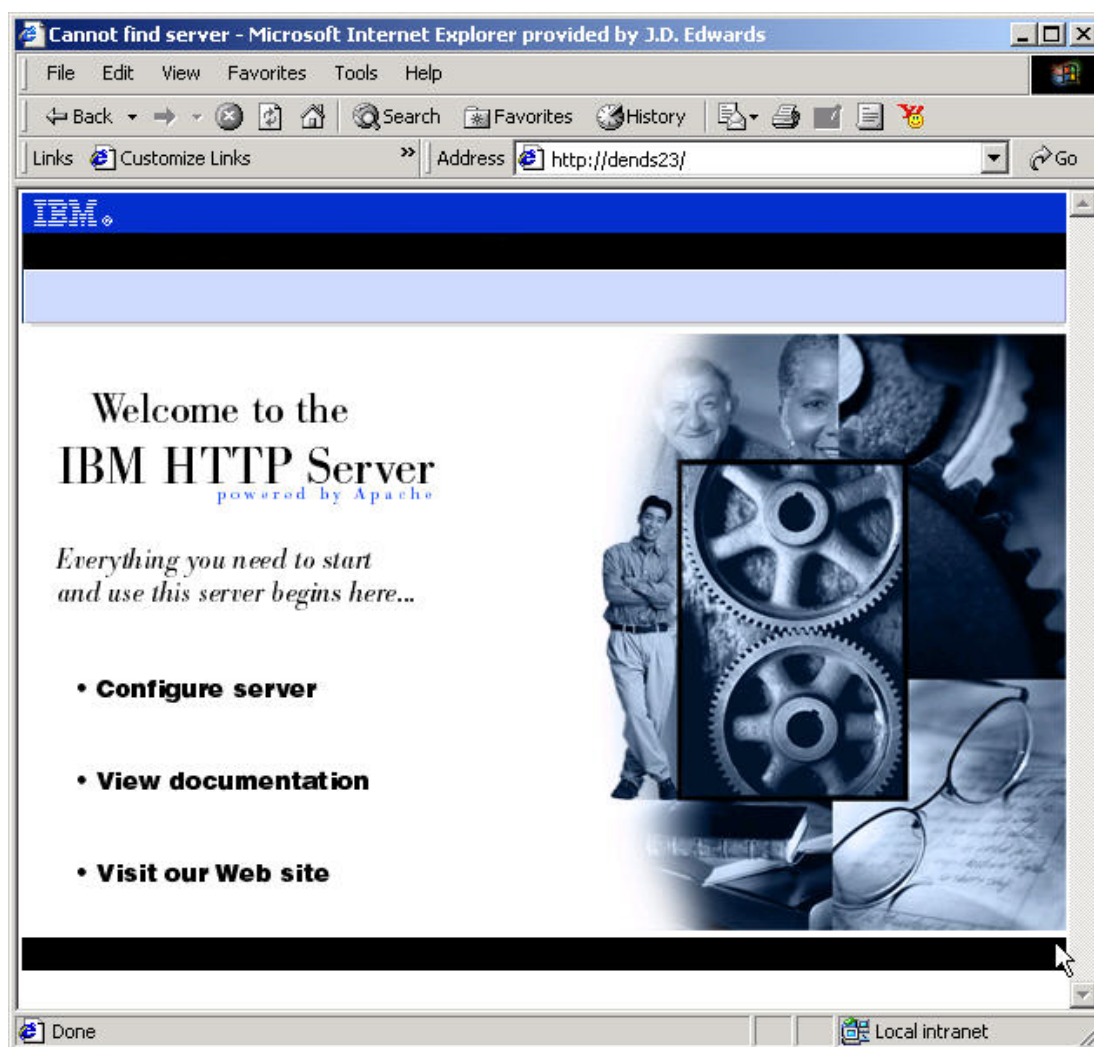 Cannot find server - Microsoft Internet Explorer provided by J.D. Edwards
File Edit View Favorites Tools Help
Back Search Favorites History
Links Customize Links » Address http://dends23/ Go
IBM®
Welcome to the
IBM HTTP Server
powered by Apache
Everything you need to start
and use this server begins here...
• Configure server
• View documentation
• Visit our Web site
Done Local intranet